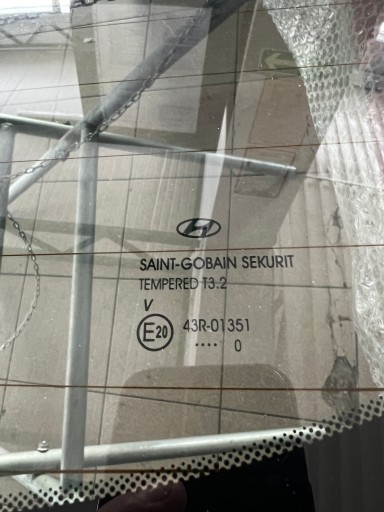 SAINT-GOBAIN SEKURIT
TEMPERED T3.2
V
E20 43R-01351
.... 0